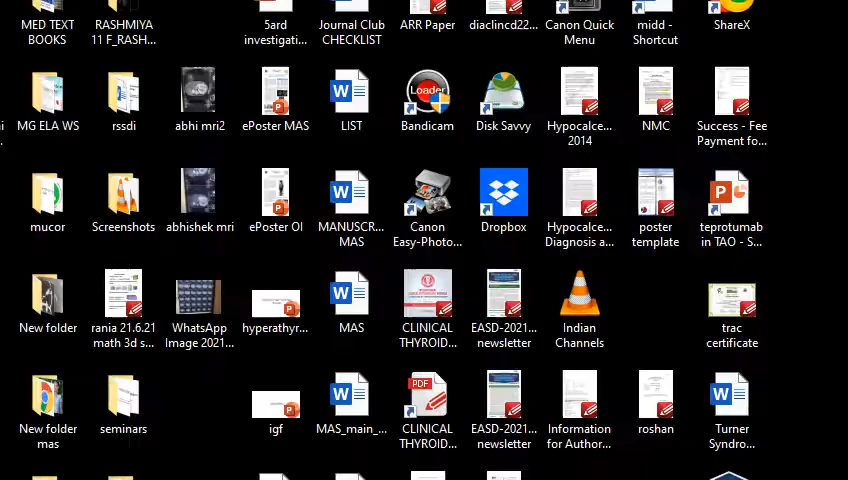 MED TEXT
BOOKS
RASHMIYA
11 F_RASH...
5ard
investigati...
Journal Club
CHECKLIST
ARR Paper
diaclincd22...
Canon Quick
Menu
midd -
Shortcut
ShareX
MG ELA WS
rssdi
abhi mri2
ePoster MAS
LIST
Loader
Bandicam
Disk Savvy
Hypocalce...
2014
NMC
Success - Fee
Payment fo...
mucor
Screenshots
abhishek mri
ePoster OI
MANUSCR...
MAS
Canon
Easy-Photo...
Dropbox
Hypocalce...
Diagnosis a...
poster
template
teprotumab
in TAO - S...
New folder
rania 21.6.21
math 3d s...
WhatsApp
Image 2021...
hyperathyr...
MAS
CLINICAL
THYROID...
EASD-2021...
newsletter
Indian
Channels
trac
certificate
New folder
mas
seminars
igf
MAS_main_...
PDF
CLINICAL
THYROID...
EASD-2021...
newsletter
Information
for Author...
roshan
Turner
Syndro...